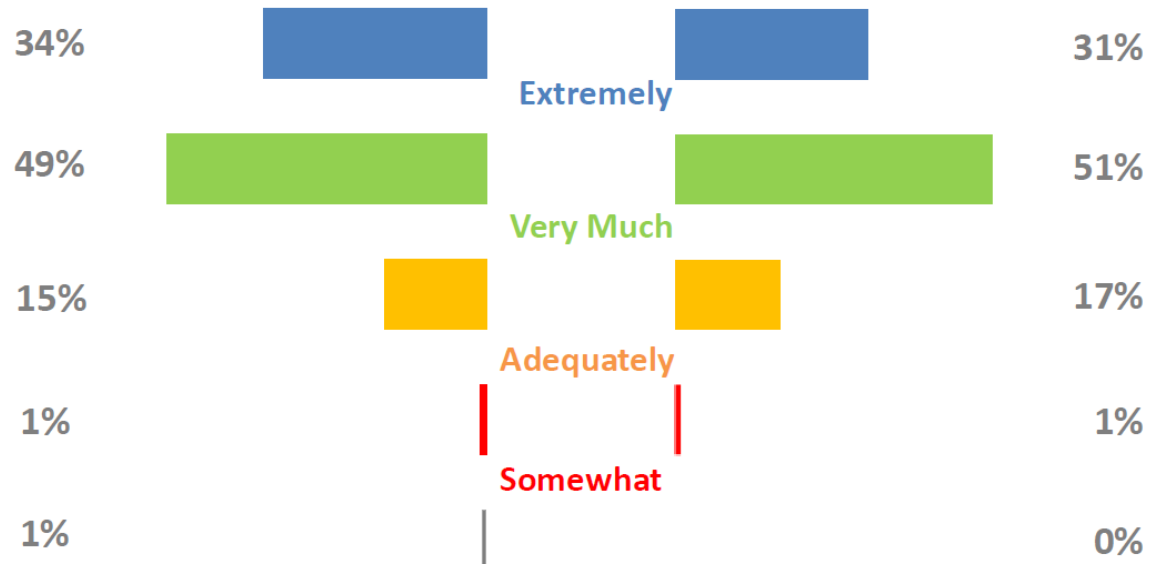 34% 31%
Extremely
49% 51%
Very Much
15% 17%
Adequately
1% 1%
Somewhat
1% 0%